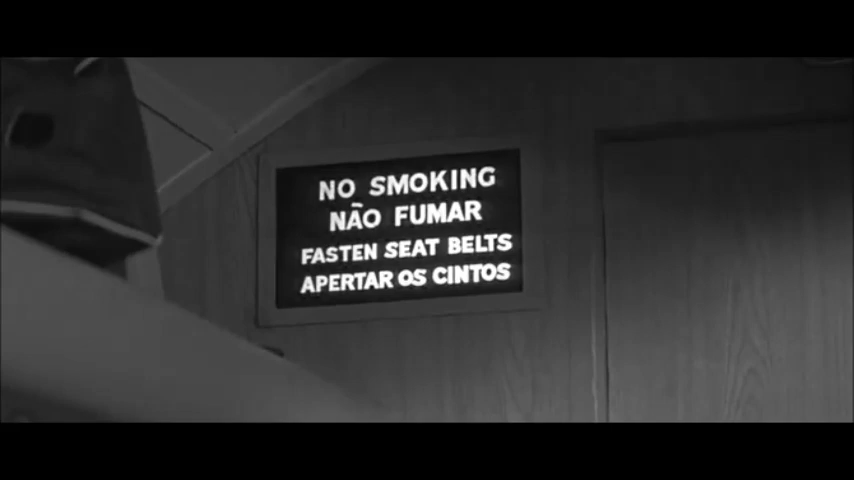 NO SMOKING
NÃO FUMAR
FASTEN SEAT BELTS
APERTAR OS CINTOS